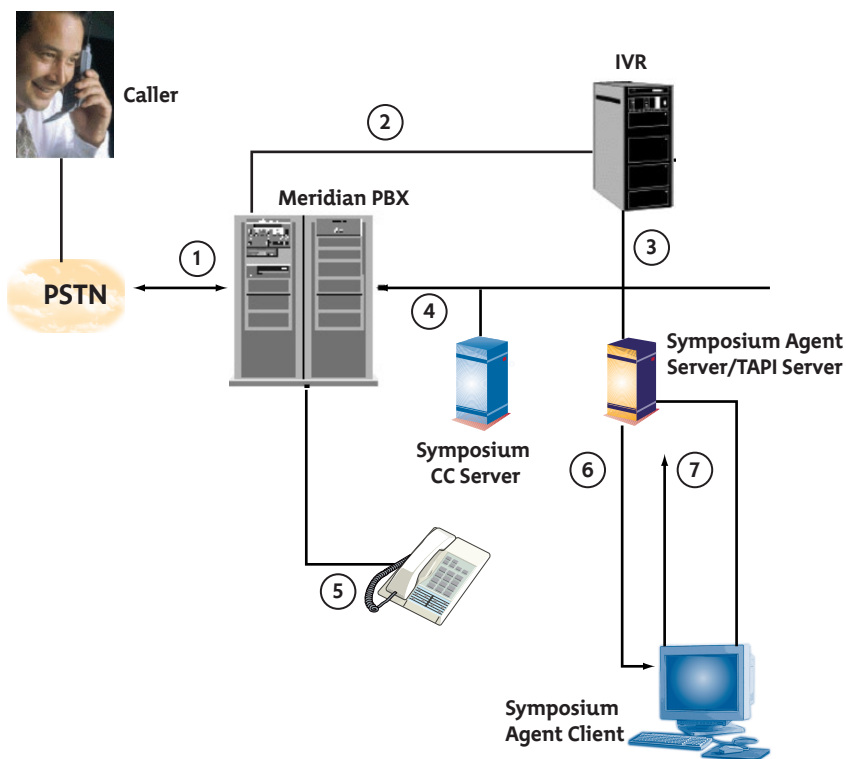 IVR
Caller
2
Meridian PBX
1
3
PSTN
4
Symposium Agent
Server/TAPI Server
Symposium
CC Server
6
7
5
Symposium
Agent Client